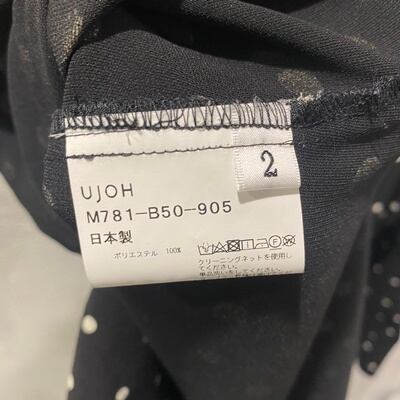 2
UJOH
M781-B50-905
日本製
ポリエステル 100%
クリーニングネットを使用し
てください。